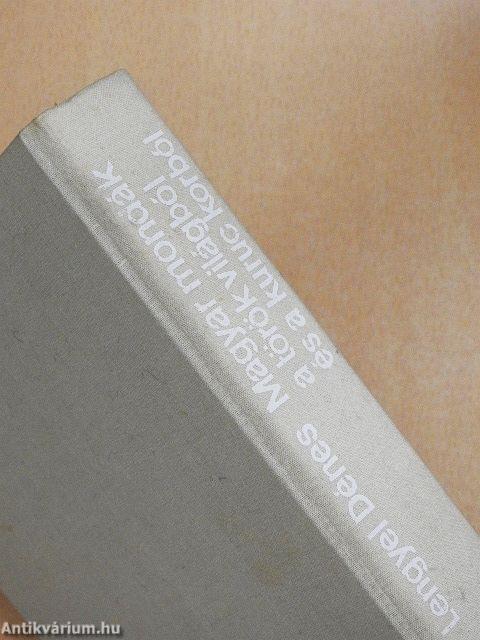 Lengyel Dénes Magyar mondák
a török világból
és a kuruc korból
Antikvárium.hu